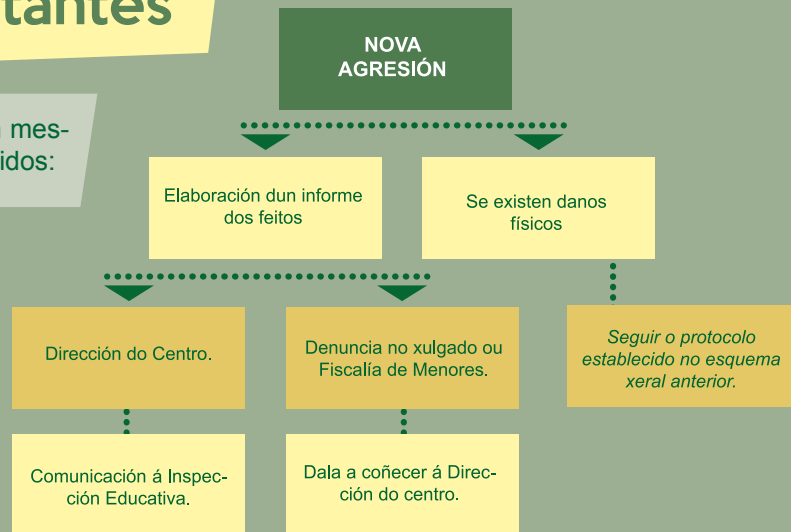 tantes
mes-
idos:
NOVA
AGRESIÓN
Elaboración dun informe
dos feitos
Se existen danos
físicos
Dirección do Centro.
Denuncia no xulgado ou
Fiscalía de Menores.
Seguir o protocolo
establecido no esquema
xeral anterior.
Comunicación á Inspec-
ción Educativa.
Dala a coñecer á Direc-
ción do centro.